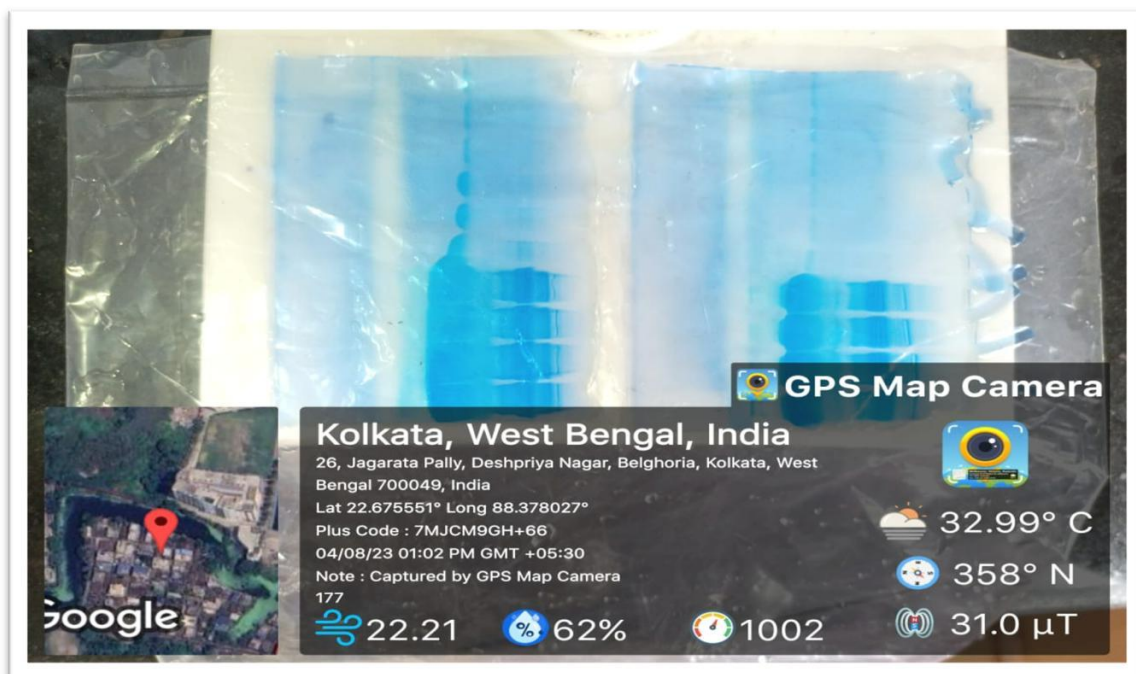 GPS Map Camera
Kolkata, West Bengal, India
26, Jagarata Pally, Deshpriya Nagar, Belghoria, Kolkata, West
Bengal 700049, India
Lat 22.675551° Long 88.378027°
Plus Code : 7MJCM9GH+66
04/08/23 01:02 PM GMT +05:30
Note : Captured by GPS Map Camera
177
32.99° C
358° N
31.0 µT
22.21
% 62%
1002
Google